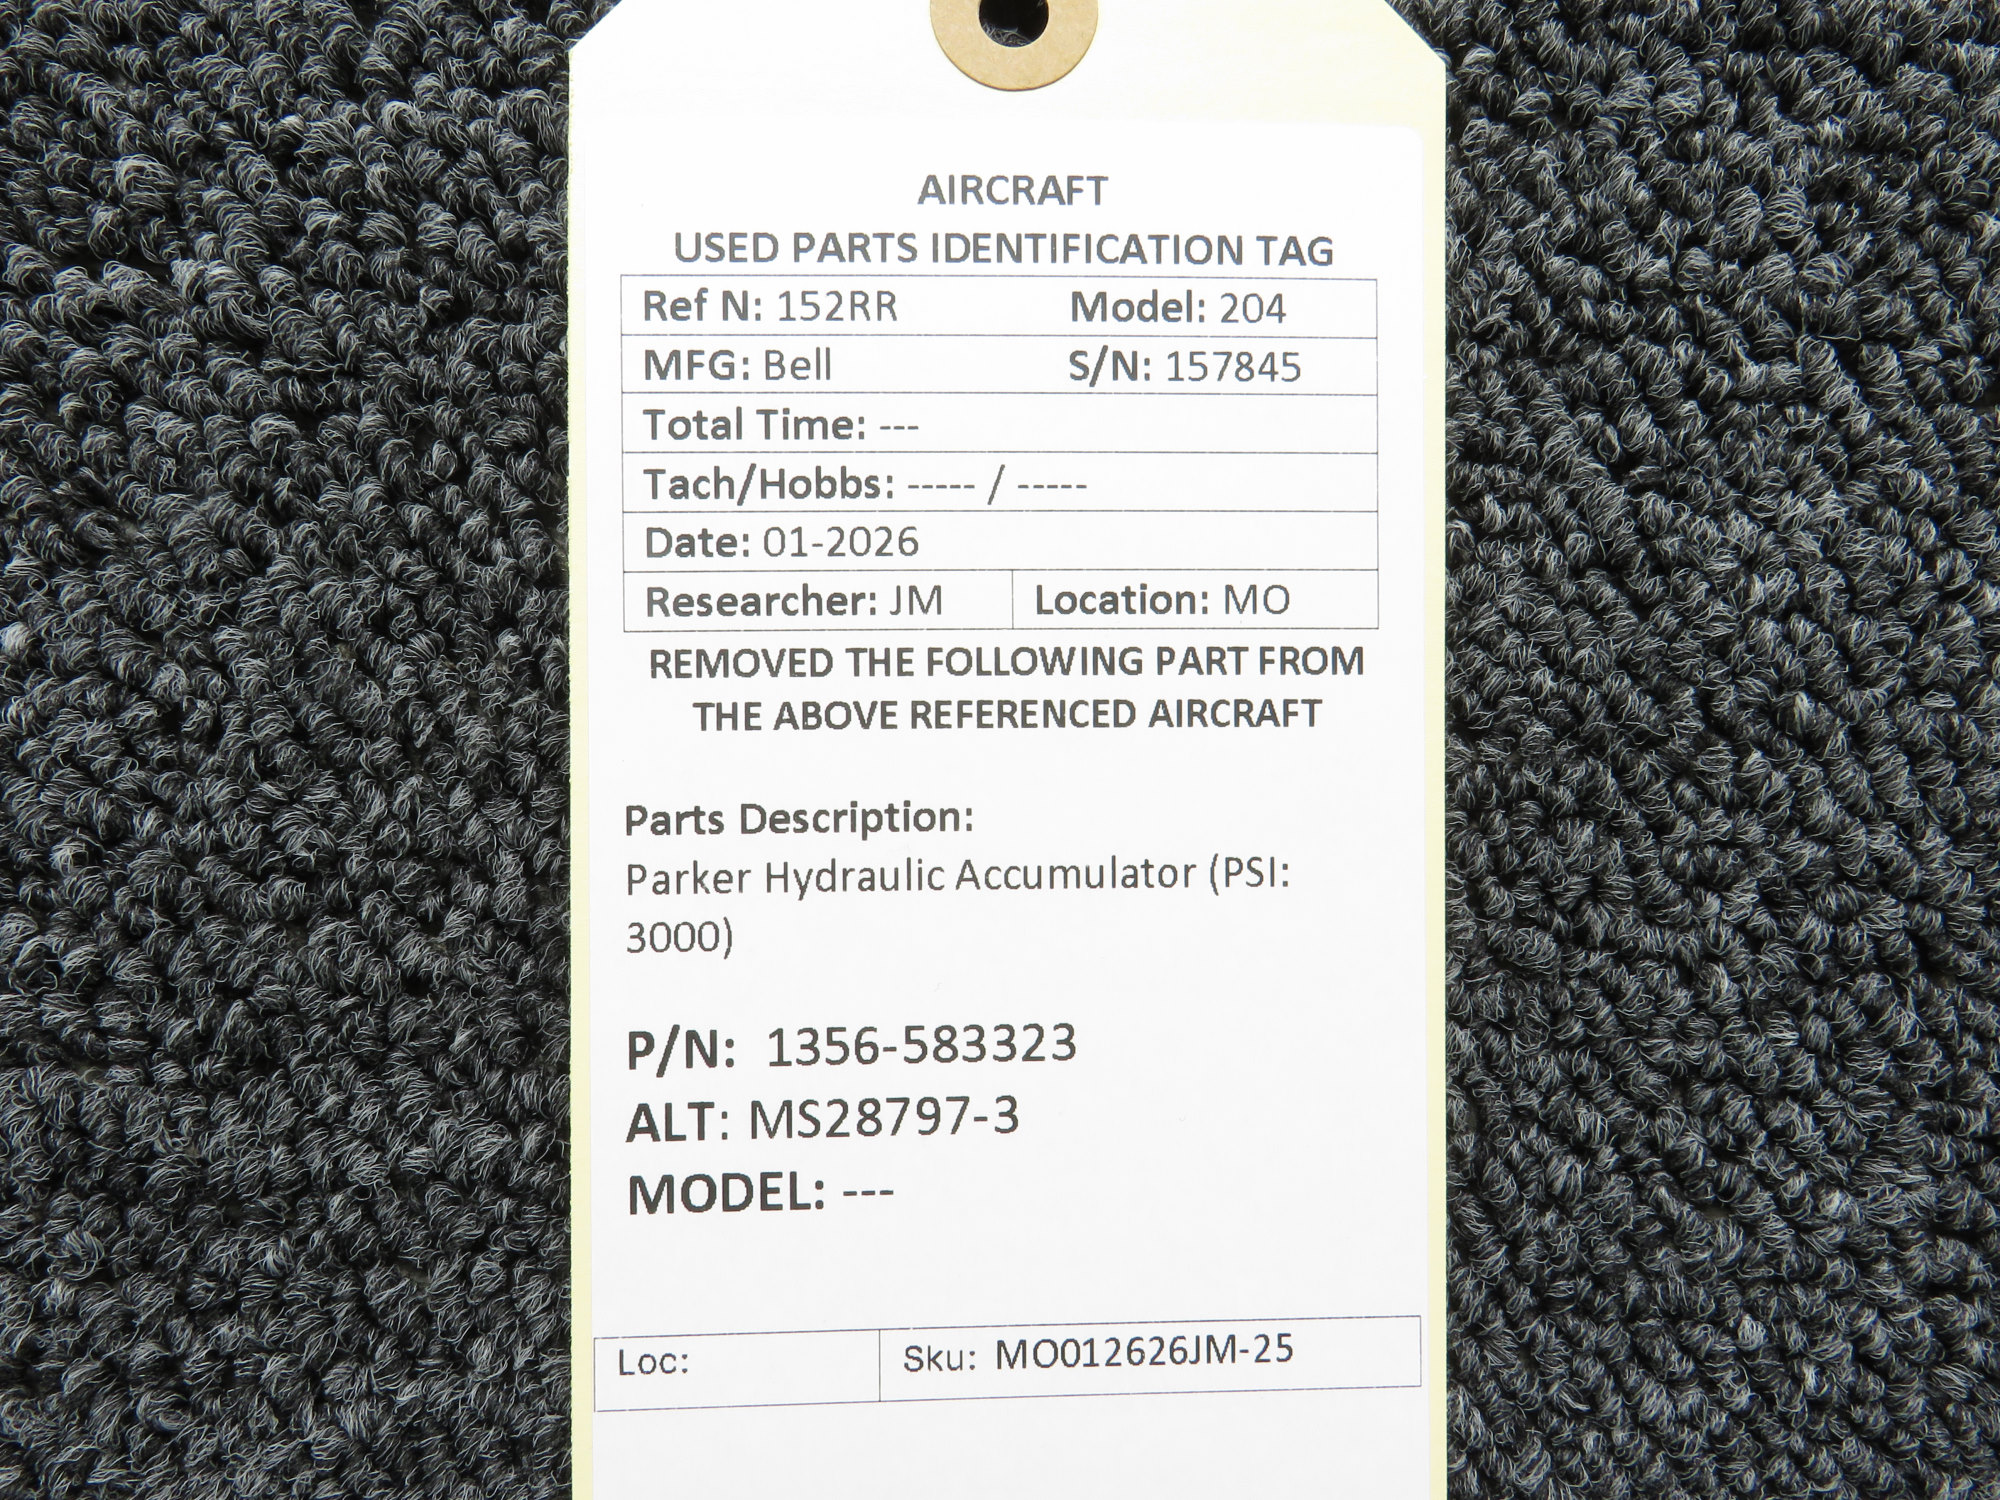 AIRCRAFT
USED PARTS IDENTIFICATION TAG
Ref N: 152RR Model: 204
MFG: Bell S/N: 157845
Total Time: ---
Tach/Hobbs: ----- / -----
Date: 01-2026
Researcher: JM Location: MO
REMOVED THE FOLLOWING PART FROM
THE ABOVE REFERENCED AIRCRAFT
Parts Description:
Parker Hydraulic Accumulator (PSI:
3000)
P/N: 1356-583323
ALT: MS28797-3
MODEL: ---
Loc: Sku: MO012626JM-25